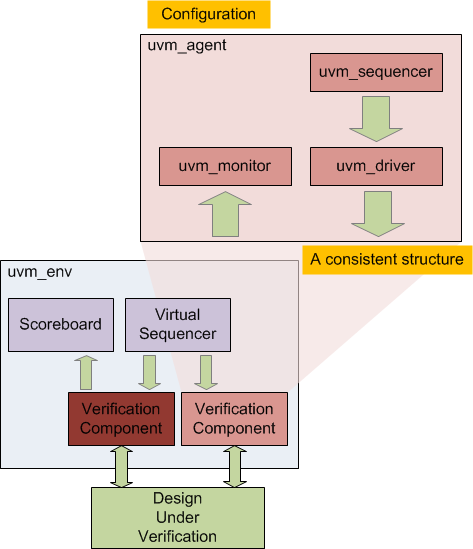 Configuration
uvm_agent
uvm_sequencer
uvm_monitor
uvm_driver
A consistent structure
uvm_env
Scoreboard
Virtual
Sequencer
Verification
Component
Verification
Component
Design
Under
Verification